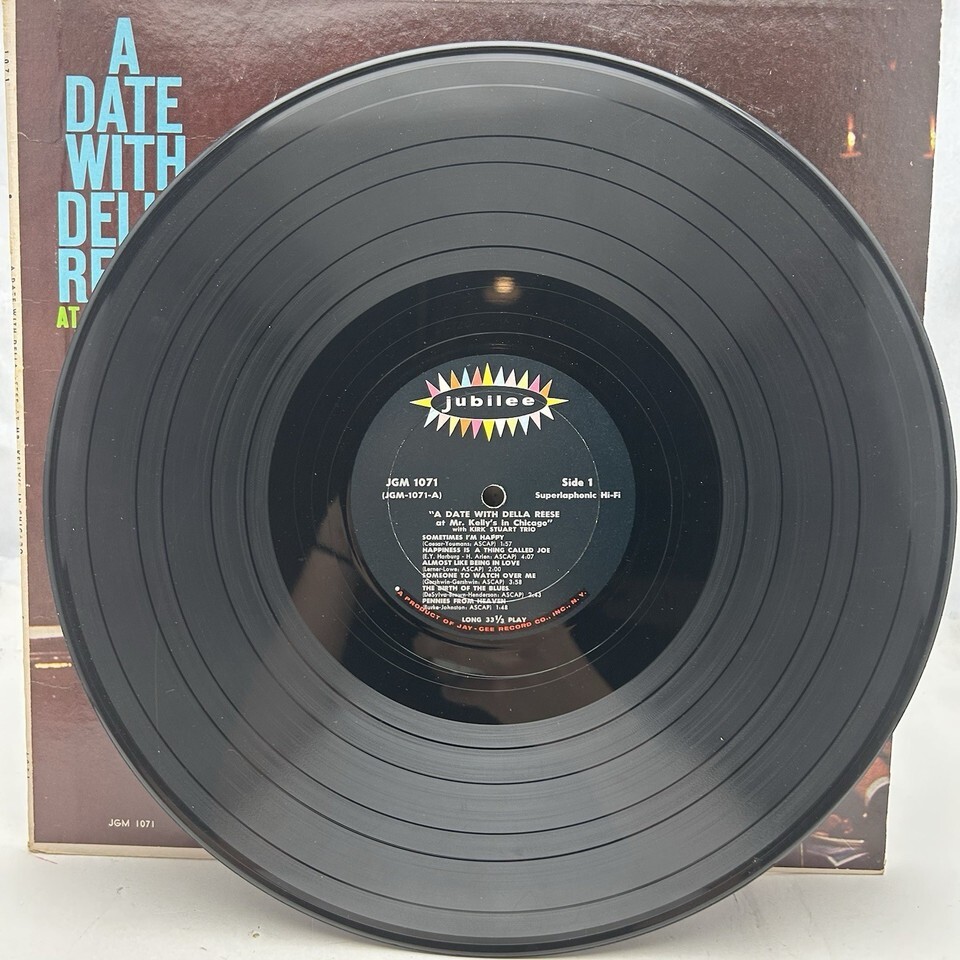 A
DATE
WITH
DEL
RE
AT
jubilee
JGM 1071
Side 1
(JGM-1071-A)
Superlaphonic Hi-Fi
"A DATE WITH DELLA REESE
at Mr. Kelly's in Chicago"
with KIRK STUART TRIO
SOMETIMES I'M HAPPY
(Caesar-Youmans: ASCAP) 1:57
HAPPINESS IS A THING CALLED JOE
(E.Y. Harburg - H. Arlen: ASCAP) 4:07
ALMOST LIKE BEING IN LOVE
(Lerner-Lowe: ASCAP) 2:00
SOMEONE TO WATCH OVER ME
(Gershwin-Gershwin: ASCAP) 3:58
THE BIRTH OF THE BLUES
(DeSylva-Brown-Henderson: ASCAP) 2:43
PENNIES FROM HEAVEN
(Burke-Johnston: ASCAP) 1:48
LONG 33⅓ PLAY
A PRODUCT OF JAY-GEE RECORD CO., INC., N.Y.
JGM 1071